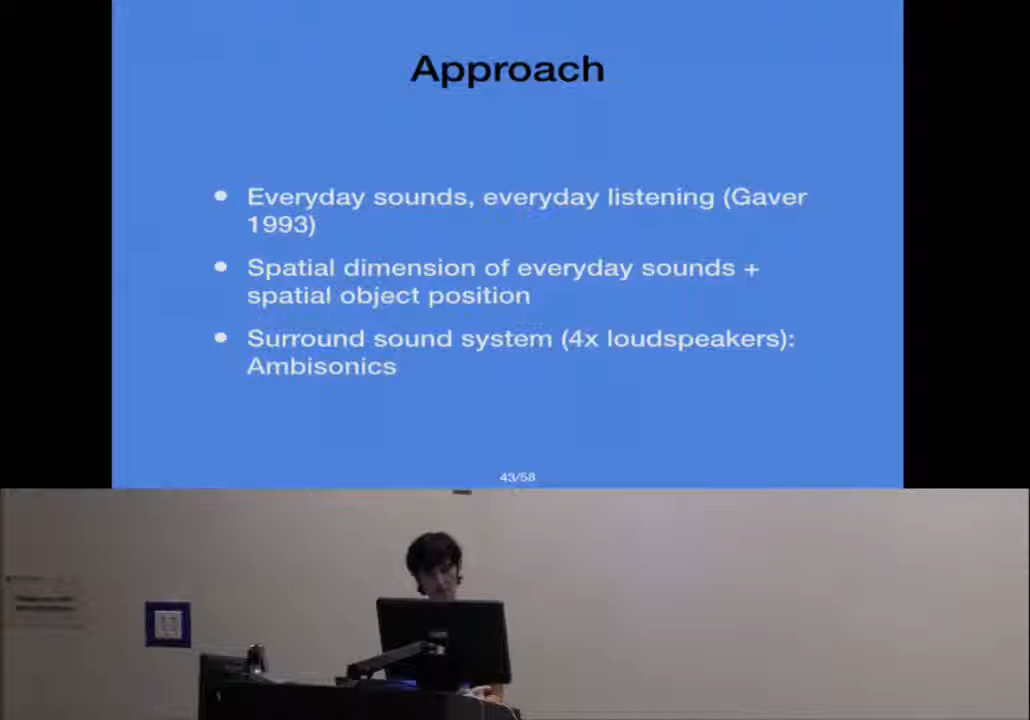 Approach
• Everyday sounds, everyday listening (Gaver
1993)
• Spatial dimension of everyday sounds +
spatial object position
• Surround sound system (4x loudspeakers):
Ambisonics
43/58